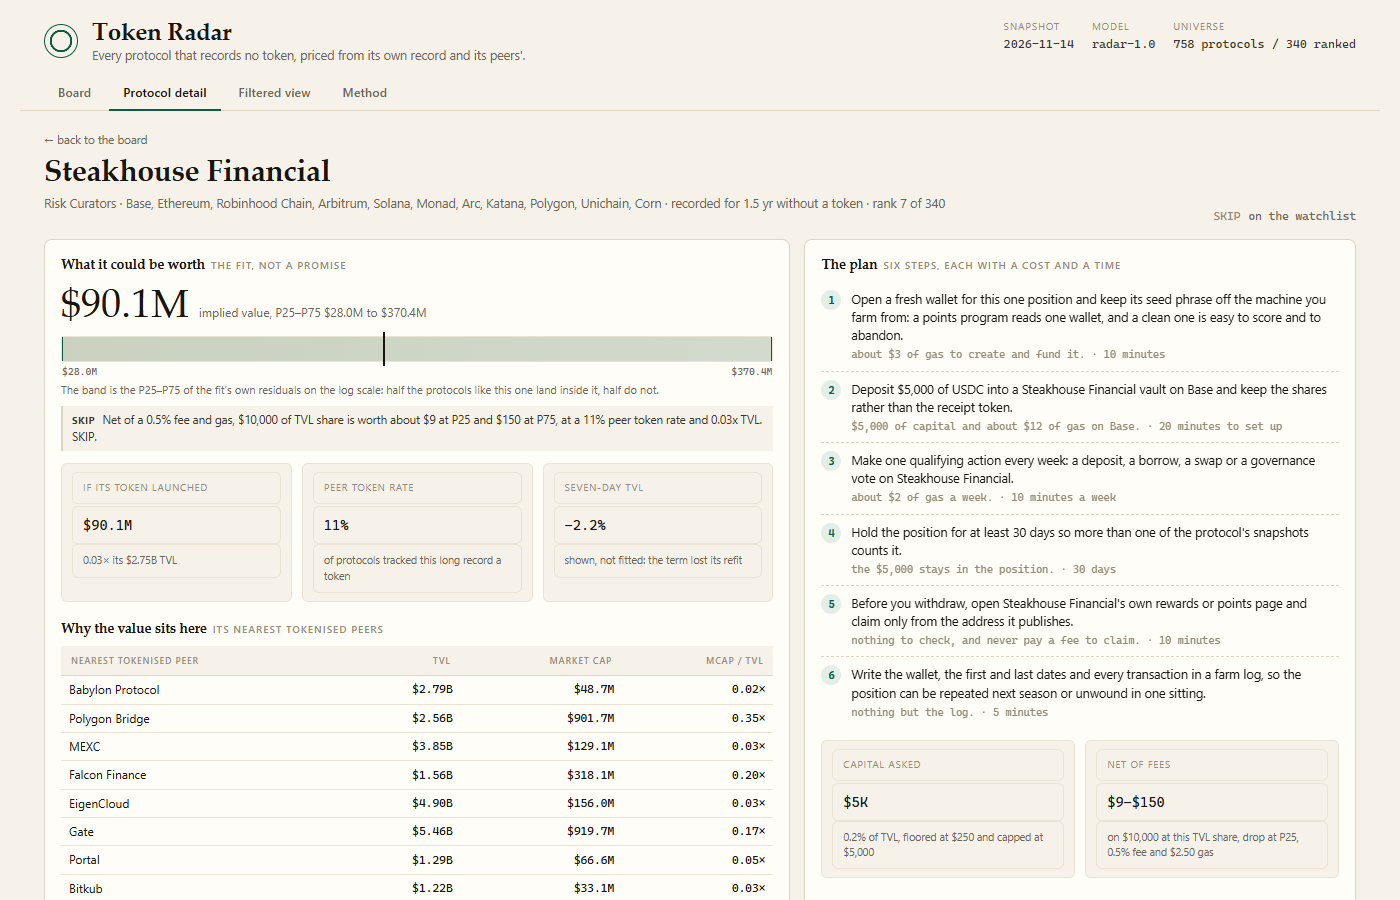 Token Radar
Every protocol that records no token, priced from its own record and its peers'.
SNAPSHOT
2026-11-14
MODEL
radar-1.0
UNIVERSE
758 protocols / 340 ranked
Board
Protocol detail
Filtered view
Method
← back to the board
Steakhouse Financial
Risk Curators · Base, Ethereum, Robinhood Chain, Arbitrum, Solana, Monad, Arc, Katana, Polygon, Unichain, Corn · recorded for 1.5 yr without a token · rank 7 of 340
SKIP on the watchlist
What it could be worth THE FIT, NOT A PROMISE
$90.1M implied value, P25–P75 $28.0M to $370.4M
$28.0M
$370.4M
The band is the P25–P75 of the fit's own residuals on the log scale: half the protocols like this one land inside it, half do not.
SKIP Net of a 0.5% fee and gas, $10,000 of TVL share is worth about $9 at P25 and $150 at P75, at a 11% peer token rate and 0.03x TVL.
SKIP.
IF ITS TOKEN LAUNCHED
$90.1M
0.03× its $2.75B TVL
PEER TOKEN RATE
11%
of protocols tracked this long record a
token
SEVEN-DAY TVL
−2.2%
shown, not fitted: the term lost its refit
Why the value sits here ITS NEAREST TOKENISED PEERS
NEAREST TOKENISED PEER TVL MARKET CAP MCAP / TVL
Babylon Protocol $2.79B $48.7M 0.02×
Polygon Bridge $2.56B $901.7M 0.35×
MEXC $3.85B $129.1M 0.03×
Falcon Finance $1.56B $318.1M 0.20×
EigenCloud $4.90B $156.0M 0.03×
Gate $5.46B $919.7M 0.17×
Portal $1.29B $66.6M 0.05×
Bitkub $1.22B $33.1M 0.03×
The plan SIX STEPS, EACH WITH A COST AND A TIME
1 Open a fresh wallet for this one position and keep its seed phrase off the machine you
farm from: a points program reads one wallet, and a clean one is easy to score and to
abandon.
about $3 of gas to create and fund it. · 10 minutes
2 Deposit $5,000 of USDC into a Steakhouse Financial vault on Base and keep the shares
rather than the receipt token.
$5,000 of capital and about $12 of gas on Base. · 20 minutes to set up
3 Make one qualifying action every week: a deposit, a borrow, a swap or a governance
vote on Steakhouse Financial.
about $2 of gas a week. · 10 minutes a week
4 Hold the position for at least 30 days so more than one of the protocol's snapshots
counts it.
the $5,000 stays in the position. · 30 days
5 Before you withdraw, open Steakhouse Financial's own rewards or points page and
claim only from the address it publishes.
nothing to check, and never pay a fee to claim. · 10 minutes
6 Write the wallet, the first and last dates and every transaction in a farm log, so the
position can be repeated next season or unwound in one sitting.
nothing but the log. · 5 minutes
CAPITAL ASKED
$5K
0.2% of TVL, floored at $250 and capped at
$5,000
NET OF FEES
$9–$150
on $10,000 at this TVL share, drop at P25,
0.5% fee and $2.50 gas